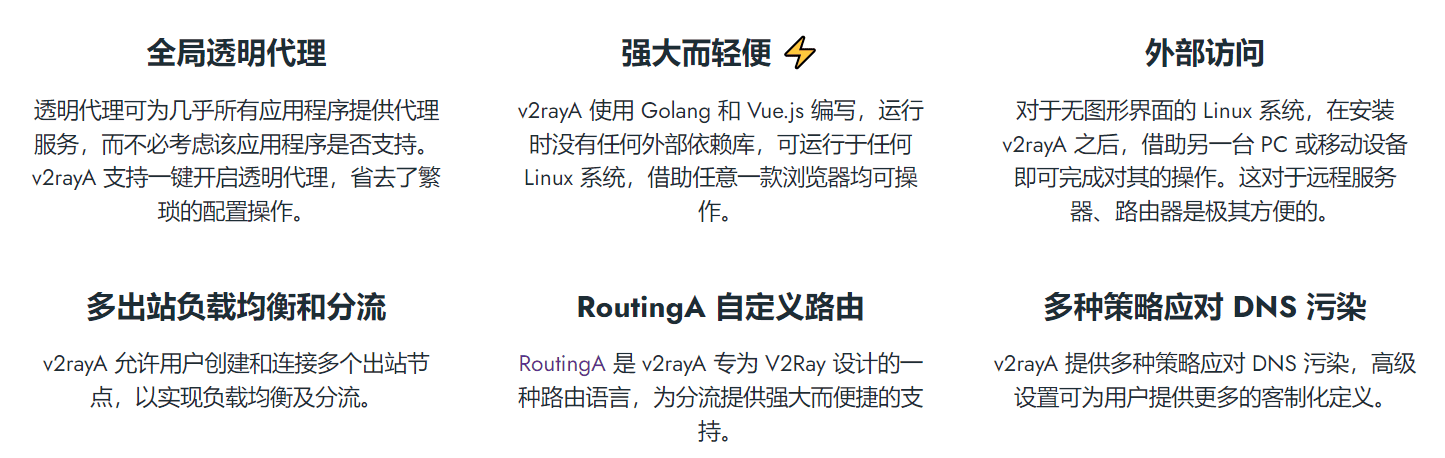 全局透明代理
透明代理可为几乎所有应用程序提供代理
服务，而不必考虑该应用程序是否支持。
v2rayA 支持一键开启透明代理，省去了繁
琐的配置操作。
强大而轻便 ⚡
v2rayA 使用 Golang 和 Vue.js 编写，运行
时没有任何外部依赖库，可运行于任何
Linux 系统，借助任意一款浏览器均可操
作。
外部访问
对于无图形界面的 Linux 系统，在安装
v2rayA 之后，借助另一台 PC 或移动设备
即可完成对其的操作。这对于远程服务
器、路由器是极其方便的。
多出站负载均衡和分流
v2rayA 允许用户创建和连接多个出站节
点，以实现负载均衡及分流。
RoutingA 自定义路由
RoutingA 是 v2rayA 专为 V2Ray 设计的一
种路由语言，为分流提供强大而便捷的支
持。
多种策略应对 DNS 污染
v2rayA 提供多种策略应对 DNS 污染，高级
设置可为用户提供更多的客制化定义。